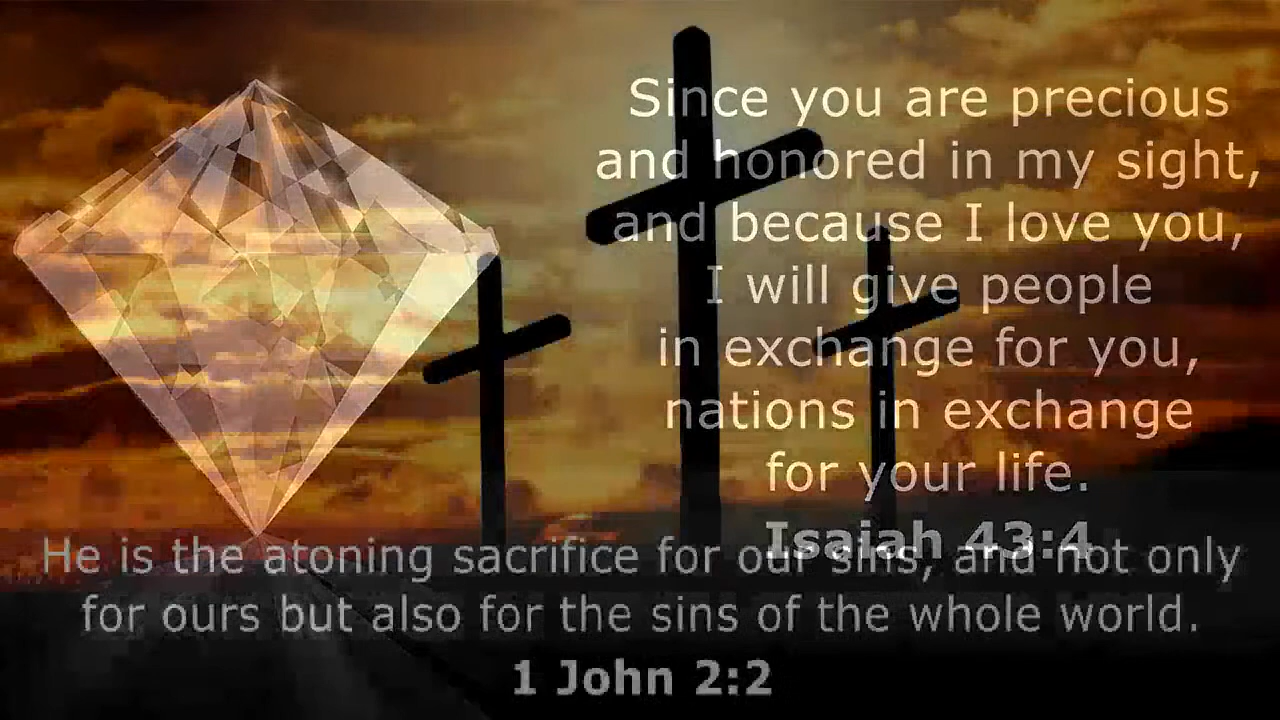 Since you are precious
and honored in my sight,
and because I love you,
I will give people
in exchange for you,
nations in exchange
for your life.
Isaiah 43:4
He is the atoning sacrifice for our sins, and not only
for ours but also for the sins of the whole world.
1 John 2:2